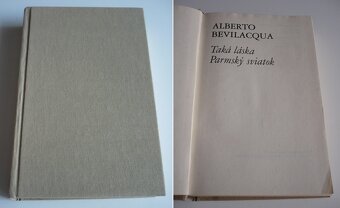 ALBERTO
BEVILACQUA
Taká láska
Parmský sviatok